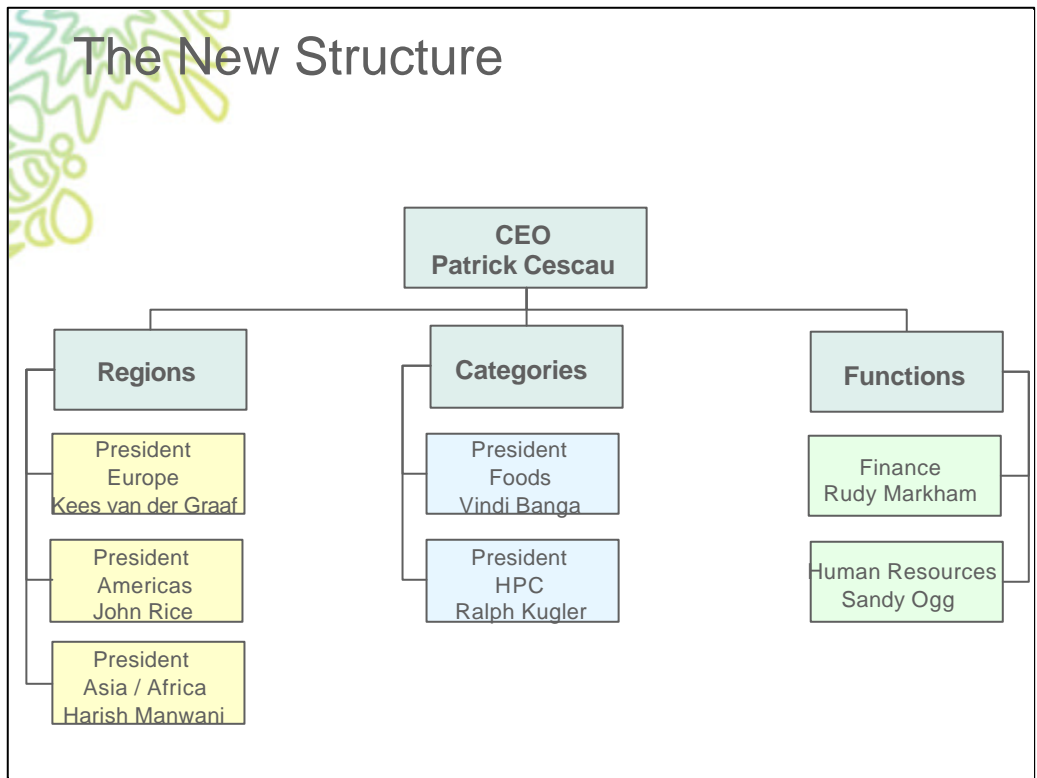 The New Structure
CEO
Patrick Cescau
Regions
President
Europe
Kees van der Graaf
President
Americas
John Rice
President
Asia / Africa
Harish Manwani
Categories
President
Foods
Vindi Banga
President
HPC
Ralph Kugler
Functions
Finance
Rudy Markham
Human Resources
Sandy Ogg